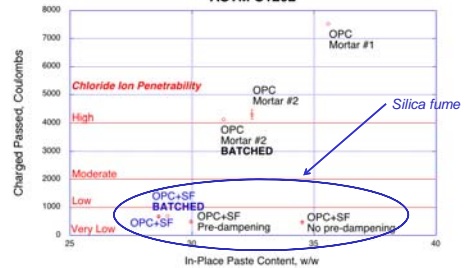 8000
7000
6000
5000
4000
3000
2000
1000
0
Charged Passed, Coulombs
OPC
Mortar #1
Chloride Ion Penetrability
OPC
Mortar #2
Silica fume
High
OPC
Mortar #2
BATCHED
Moderate
OPC+SF
BATCHED
Low
OPC+SF
OPC+SF
Pre-dampening
OPC+SF
No pre-dampening
Very Low
25
30
35
40
In-Place Paste Content, w/w